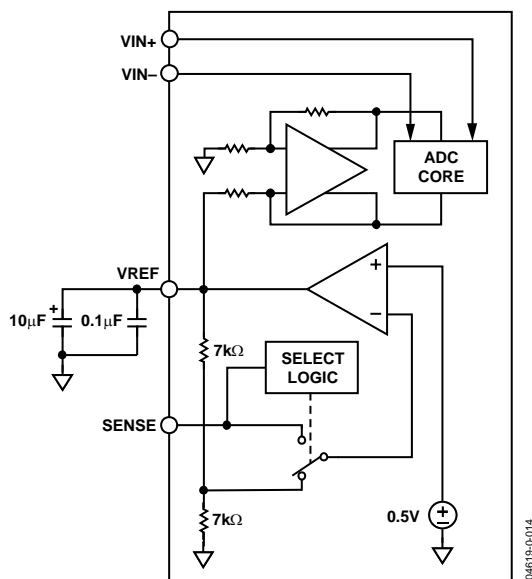 VIN+
VIN–
ADC
CORE
VREF
+
–
+
10µF
0.1µF
7kΩ
SELECT
LOGIC
SENSE
7kΩ
0.5V
+
–
04619-0-014